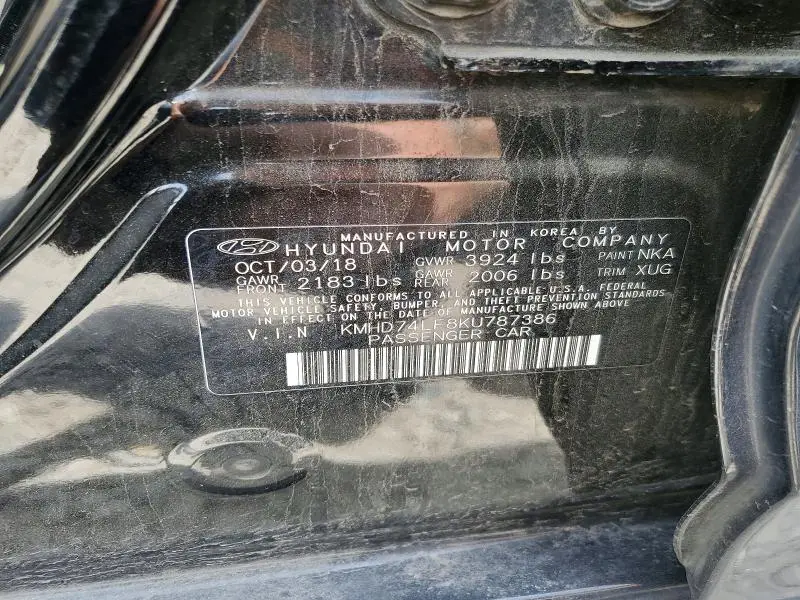 MANUFACTURED IN KOREA BY
HYUNDAI MOTOR COMPANY
OCT/03/18 GVWR 3924 lbs PAINT NKA
GAWR FRONT 2183 lbs GAWR REAR 2006 lbs TRIM XUG
THIS VEHICLE CONFORMS TO ALL APPLICABLE U.S.A. FEDERAL
MOTOR VEHICLE SAFETY, BUMPER, AND THEFT PREVENTION STANDARDS
IN EFFECT ON THE DATE OF MANUFACTURE SHOWN ABOVE
V.I.N KMHD74LF8KU787386
PASSENGER CAR